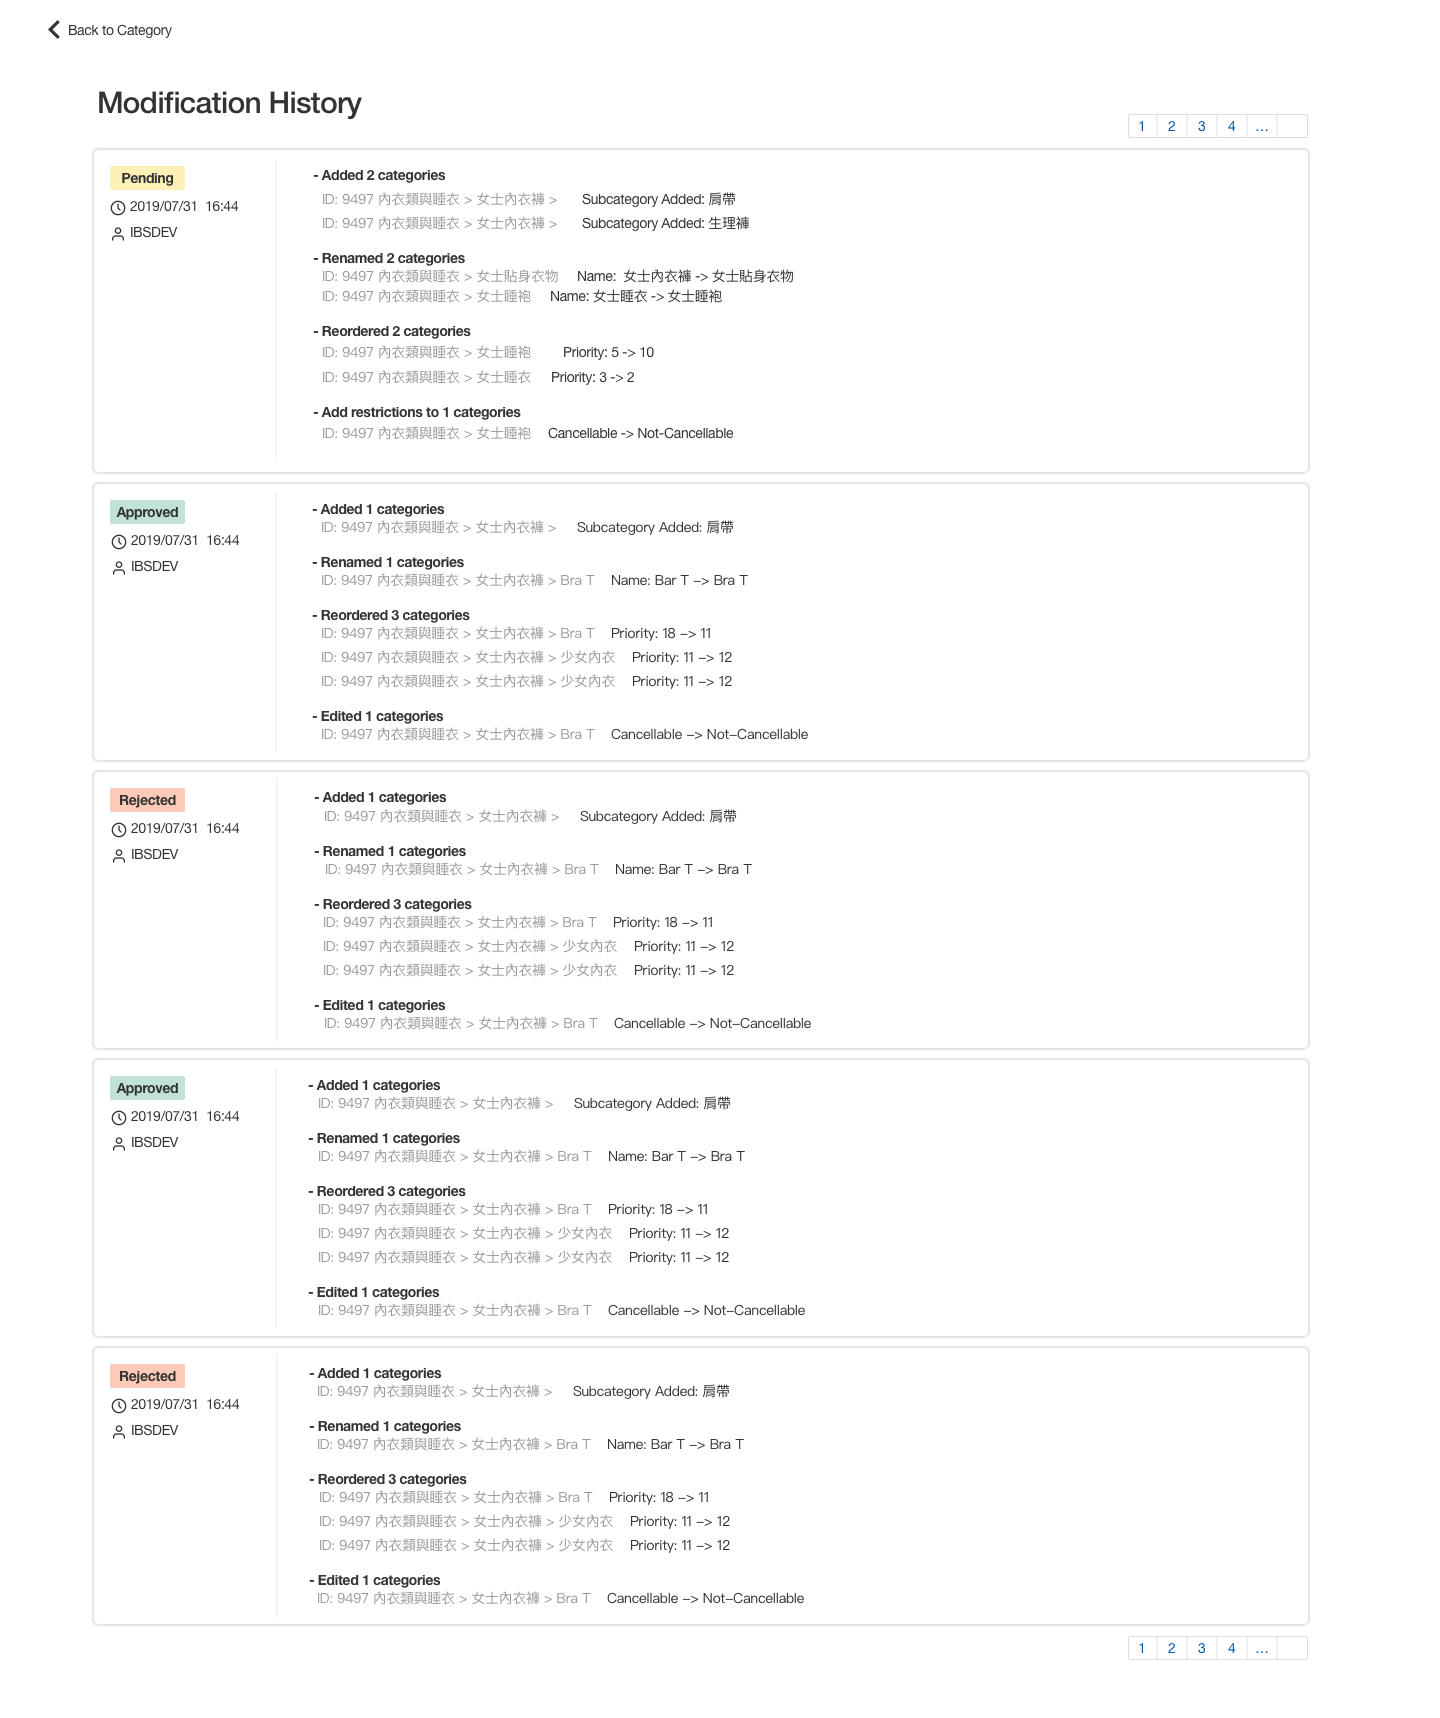 Back to Category
Modification History
1 2 3 4 ...
Pending
2019/07/31 16:44
IBSDEV
- Added 2 categories
ID: 9497 內衣類與睡衣 > 女士內衣褲 > Subcategory Added: 肩帶
ID: 9497 內衣類與睡衣 > 女士內衣褲 > Subcategory Added: 生理褲
- Renamed 2 categories
ID: 9497 內衣類與睡衣 > 女士貼身衣物 Name: 女士內衣褲 -> 女士貼身衣物
ID: 9497 內衣類與睡衣 > 女士睡袍 Name: 女士睡衣 -> 女士睡袍
- Reordered 2 categories
ID: 9497 內衣類與睡衣 > 女士睡袍 Priority: 5 -> 10
ID: 9497 內衣類與睡衣 > 女士睡衣 Priority: 3 -> 2
- Add restrictions to 1 categories
ID: 9497 內衣類與睡衣 > 女士睡袍 Cancellable -> Not-Cancellable
Approved
2019/07/31 16:44
IBSDEV
- Added 1 categories
ID: 9497 內衣類與睡衣 > 女士內衣褲 > Subcategory Added: 肩帶
- Renamed 1 categories
ID: 9497 內衣類與睡衣 > 女士內衣褲 > Bra T Name: Bar T –> Bra T
- Reordered 3 categories
ID: 9497 內衣類與睡衣 > 女士內衣褲 > Bra T Priority: 18 –> 11
ID: 9497 內衣類與睡衣 > 女士內衣褲 > 少女內衣 Priority: 11 –> 12
ID: 9497 內衣類與睡衣 > 女士內衣褲 > 少女內衣 Priority: 11 –> 12
- Edited 1 categories
ID: 9497 內衣類與睡衣 > 女士內衣褲 > Bra T Cancellable –> Not–Cancellable
Rejected
2019/07/31 16:44
IBSDEV
- Added 1 categories
ID: 9497 內衣類與睡衣 > 女士內衣褲 > Subcategory Added: 肩帶
- Renamed 1 categories
ID: 9497 內衣類與睡衣 > 女士內衣褲 > Bra T Name: Bar T –> Bra T
- Reordered 3 categories
ID: 9497 內衣類與睡衣 > 女士內衣褲 > Bra T Priority: 18 –> 11
ID: 9497 內衣類與睡衣 > 女士內衣褲 > 少女內衣 Priority: 11 –> 12
ID: 9497 內衣類與睡衣 > 女士內衣褲 > 少女內衣 Priority: 11 –> 12
- Edited 1 categories
ID: 9497 內衣類與睡衣 > 女士內衣褲 > Bra T Cancellable –> Not–Cancellable
Approved
2019/07/31 16:44
IBSDEV
- Added 1 categories
ID: 9497 內衣類與睡衣 > 女士內衣褲 > Subcategory Added: 肩帶
- Renamed 1 categories
ID: 9497 內衣類與睡衣 > 女士內衣褲 > Bra T Name: Bar T –> Bra T
- Reordered 3 categories
ID: 9497 內衣類與睡衣 > 女士內衣褲 > Bra T Priority: 18 –> 11
ID: 9497 內衣類與睡衣 > 女士內衣褲 > 少女內衣 Priority: 11 –> 12
ID: 9497 內衣類與睡衣 > 女士內衣褲 > 少女內衣 Priority: 11 –> 12
- Edited 1 categories
ID: 9497 內衣類與睡衣 > 女士內衣褲 > Bra T Cancellable –> Not–Cancellable
Rejected
2019/07/31 16:44
IBSDEV
- Added 1 categories
ID: 9497 內衣類與睡衣 > 女士內衣褲 > Subcategory Added: 肩帶
- Renamed 1 categories
ID: 9497 內衣類與睡衣 > 女士內衣褲 > Bra T Name: Bar T –> Bra T
- Reordered 3 categories
ID: 9497 內衣類與睡衣 > 女士內衣褲 > Bra T Priority: 18 –> 11
ID: 9497 內衣類與睡衣 > 女士內衣褲 > 少女內衣 Priority: 11 –> 12
ID: 9497 內衣類與睡衣 > 女士內衣褲 > 少女內衣 Priority: 11 –> 12
- Edited 1 categories
ID: 9497 內衣類與睡衣 > 女士內衣褲 > Bra T Cancellable –> Not–Cancellable
1 2 3 4 ...